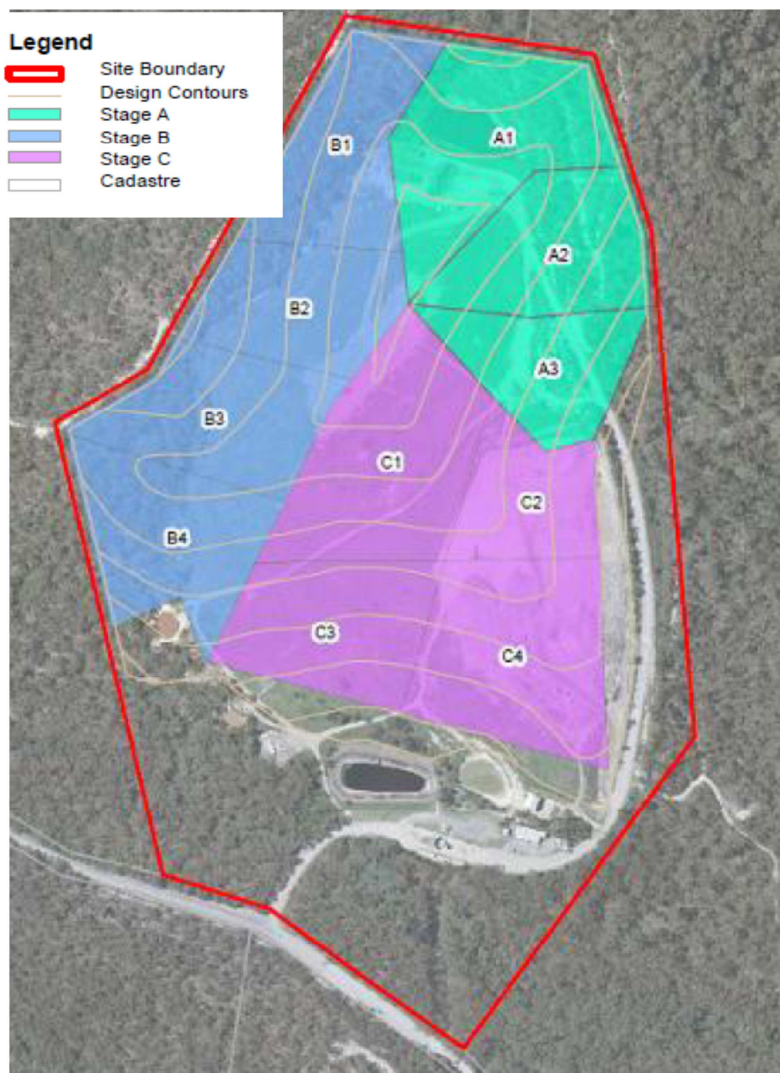 Legend
Site Boundary
Design Contours
Stage A
Stage B
Stage C
Cadastre
B1
A1
A2
B2
A3
B3
C1
C2
B4
C3
C4